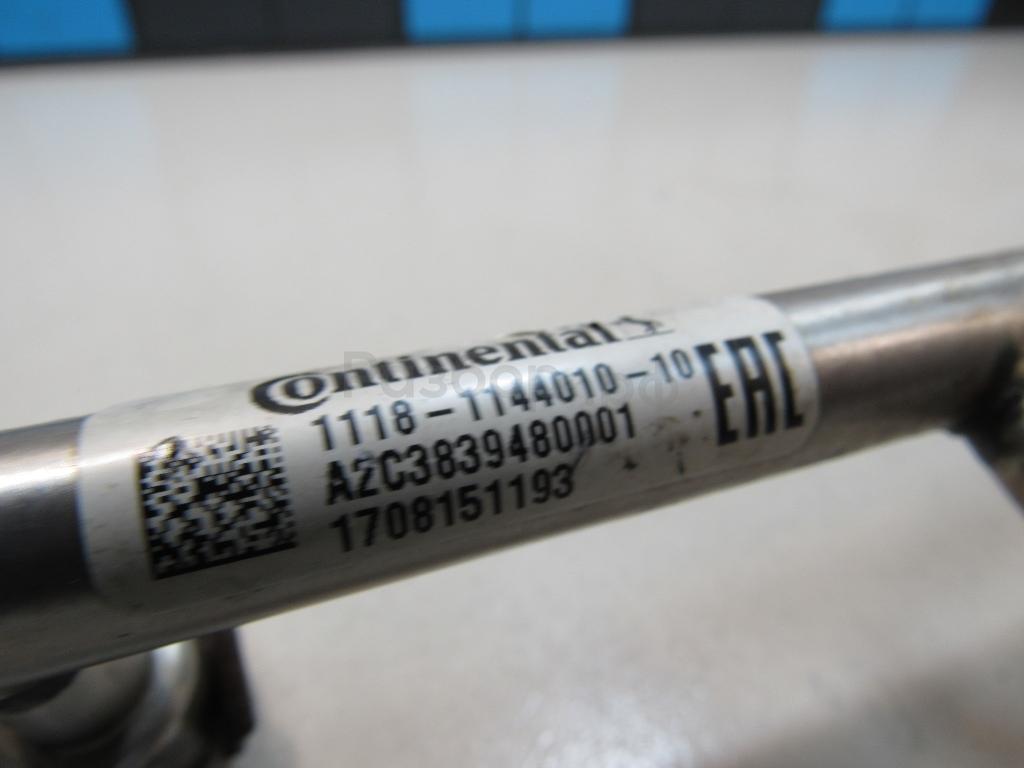 Continental
1118-1144010-10
A2C3839480001
1708151193
EAC